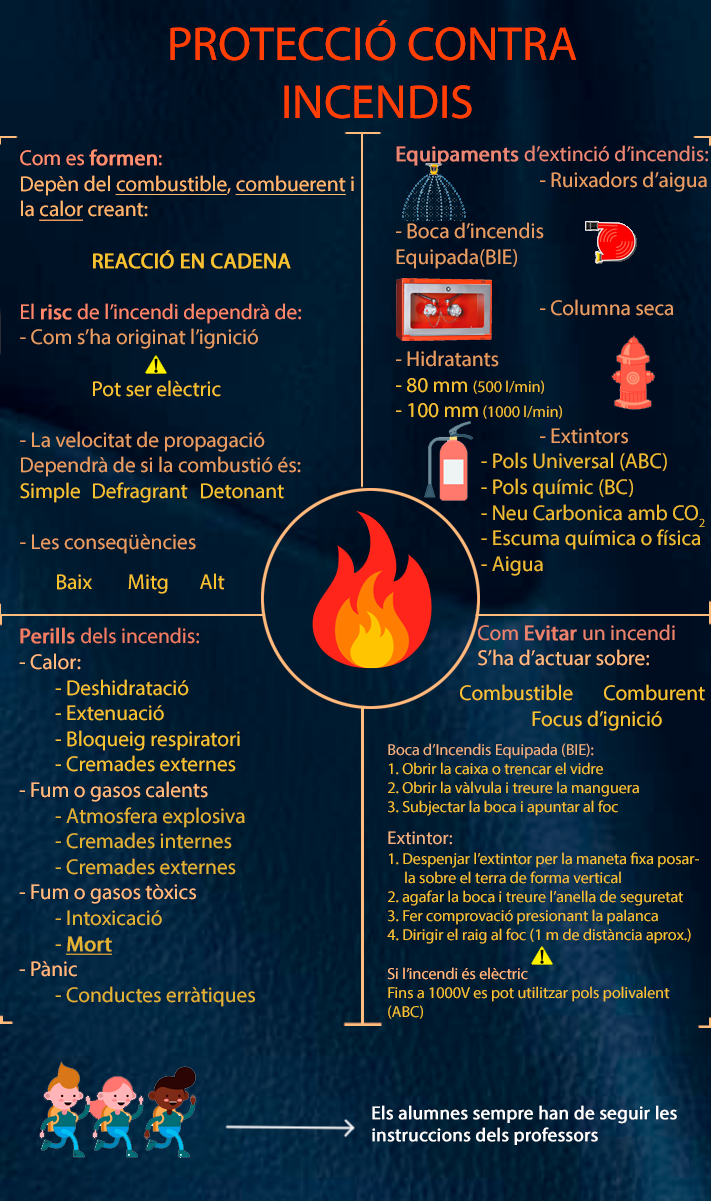 PROTECCIÓ CONTRA
INCENDIS
Com es formen:
Depèn del combustible, combuerent i
la calor creant:
REACCIÓ EN CADENA
El risc de l'incendi dependrà de:
- Com s'ha originat l'ignició
Pot ser elèctric
- La velocitat de propagació
Dependrà de si la combustió és:
Simple Defragrant Detonant
- Les conseqüències
Baix Mitg Alt
Equipaments d'extinció d'incendis:
- Ruixadors d'aigua
- Boca d'incendis
Equipada(BIE)
- Columna seca
- Hidratants
- 80 mm (500 l/min)
- 100 mm (1000 l/min)
- Extintors
- Pols Universal (ABC)
- Pols químic (BC)
- Neu Carbonica amb CO2
- Escuma química o física
- Aigua
Perills dels incendis:
- Calor:
- Deshidratació
- Extenuació
- Bloqueig respiratori
- Cremades externes
- Fum o gasos calents
- Atmosfera explosiva
- Cremades internes
- Cremades externes
- Fum o gasos tòxics
- Intoxicació
- Mort
- Pànic
- Conductes erràtiques
Com Evitar un incendi
S'ha d'actuar sobre:
Combustible Comburent
Focus d'ignició
Boca d'Incendis Equipada (BIE):
1. Obrir la caixa o trencar el vidre
2. Obrir la vàlvula i treure la manguera
3. Subjectar la boca i apuntar al foc
Extintor:
1. Despenjar l'extintor per la maneta fixa posar-
la sobre el terra de forma vertical
2. agafar la boca i treure l'anella de seguretat
3. Fer comprovació presionant la palanca
4. Dirigir el raig al foc (1 m de distància aprox.)
Si l'incendi és elèctric
Fins a 1000V es pot utilitzar pols polivalent
(ABC)
Els alumnes sempre han de seguir les
instruccions dels professors